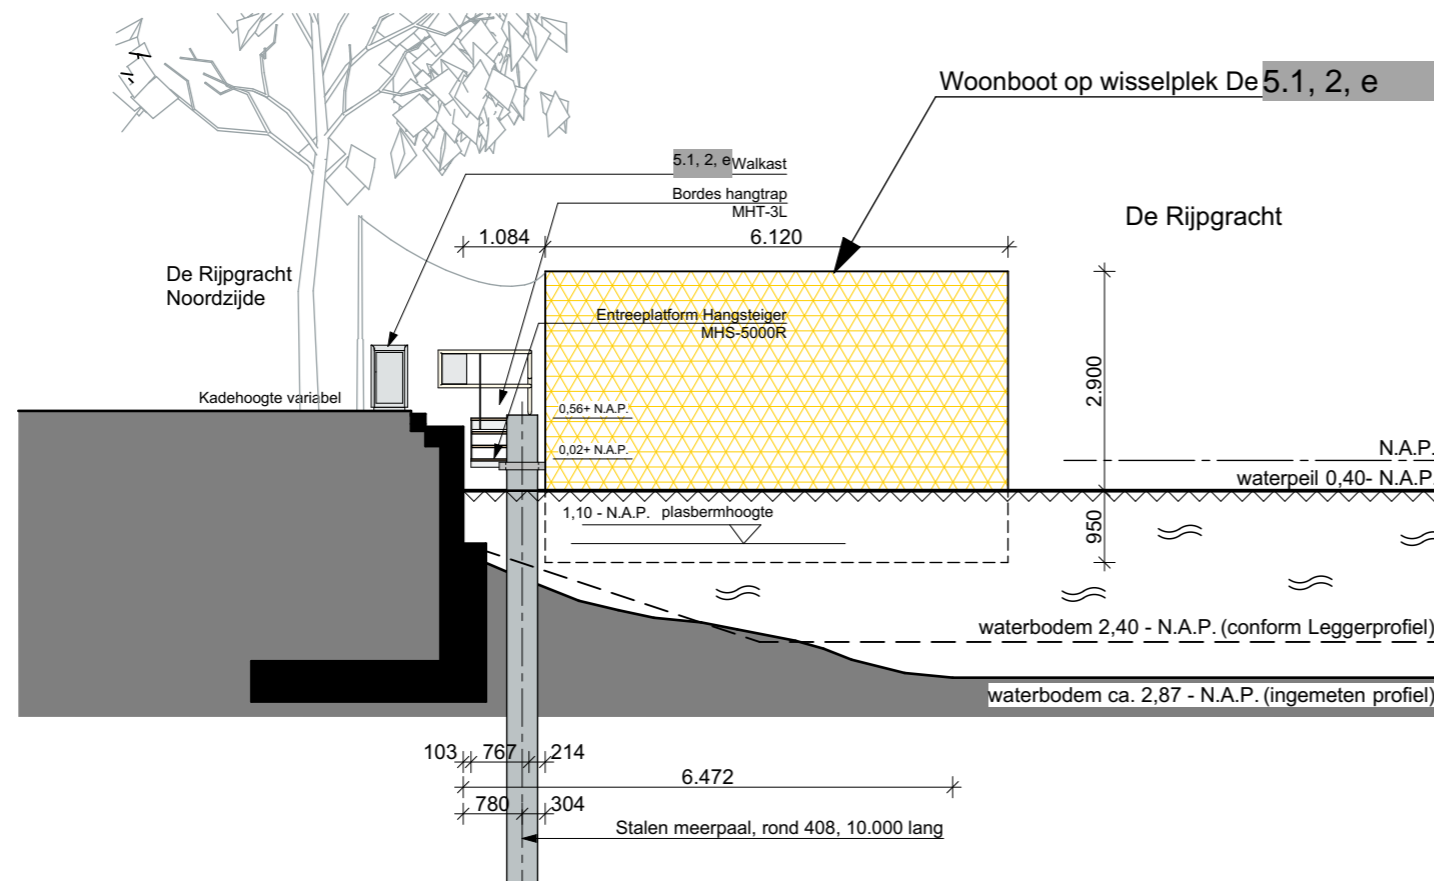 Woonboot op wisselplek De 5.1, 2, e
5.1, 2, e Walkast
Bordes hangtrap
MHT-3L
De Rijpgracht
1.084
6.120
De Rijpgracht
Noordzijde
Entreeplatform Hangsteiger
MHS-5000R
2.900
Kadehoogte variabel
0,56+ N.A.P.
0,02+ N.A.P.
N.A.P.
waterpeil 0,40- N.A.P.
1,10 - N.A.P. plasbermhoogte
950
waterbodem 2,40 - N.A.P. (conform Leggerprofiel)
waterbodem ca. 2,87 - N.A.P. (ingemeten profiel)
103 767 214
6.472
780 304
Stalen meerpaal, rond 408, 10.000 lang